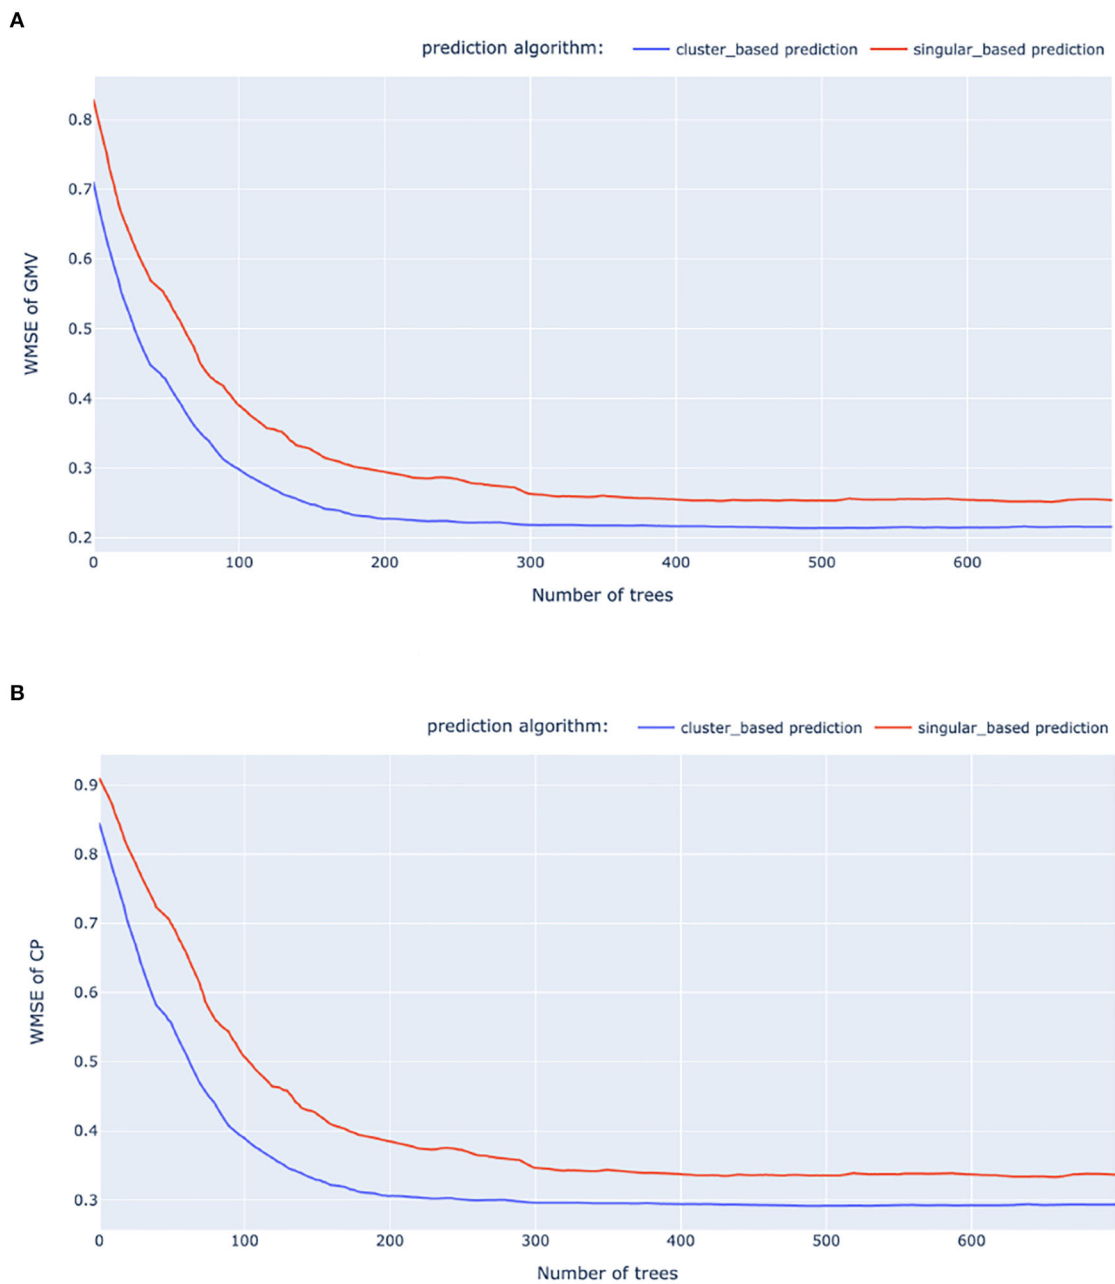 A
prediction algorithm: cluster_based prediction singular_based prediction
0.8
0.7
0.6
0.5
0.4
0.3
0.2
WMSE of GMV
0 100 200 300 400 500 600
Number of trees
B
prediction algorithm: cluster_based prediction singular_based prediction
0.9
0.8
0.7
0.6
0.5
0.4
0.3
WMSE of CP
0 100 200 300 400 500 600
Number of trees